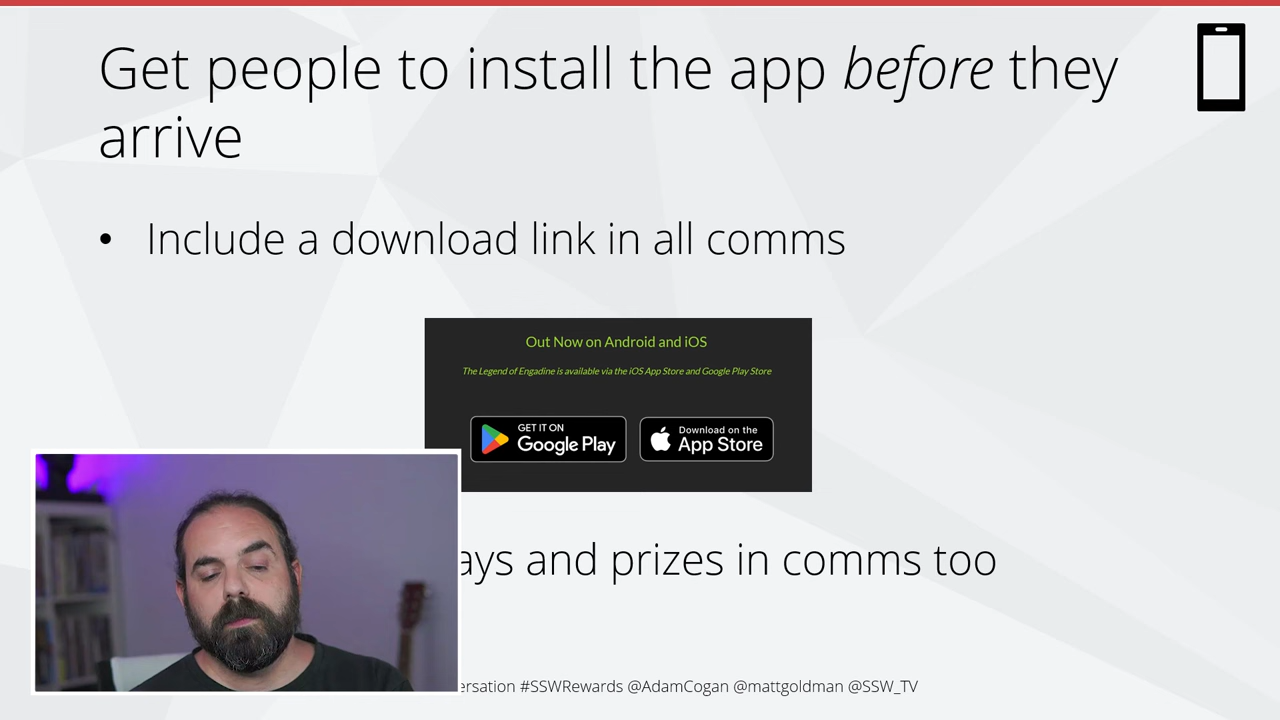 Get people to install the app before they
arrive
• Include a download link in all comms
Out Now on Android and iOS
The Legend of Engadine is available via the iOS App Store and Google Play Store
GET IT ON
Google Play
Download on the
App Store
and prizes in comms too
#SSWRewards @AdamCogan @mattgoldman @SSW_TV